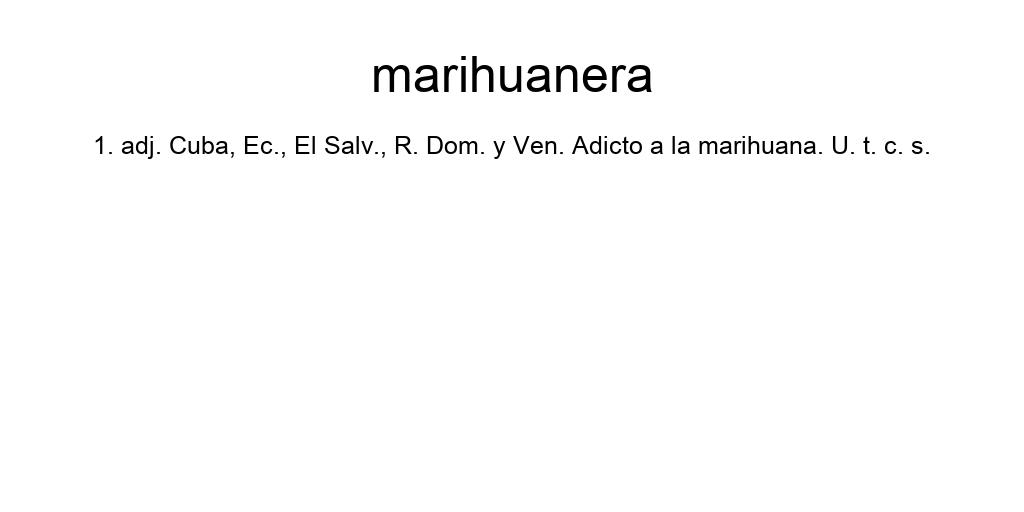 marihuanera
1. adj. Cuba, Ec., El Salv., R. Dom. y Ven. Adicto a la marihuana. U. t. c. s.